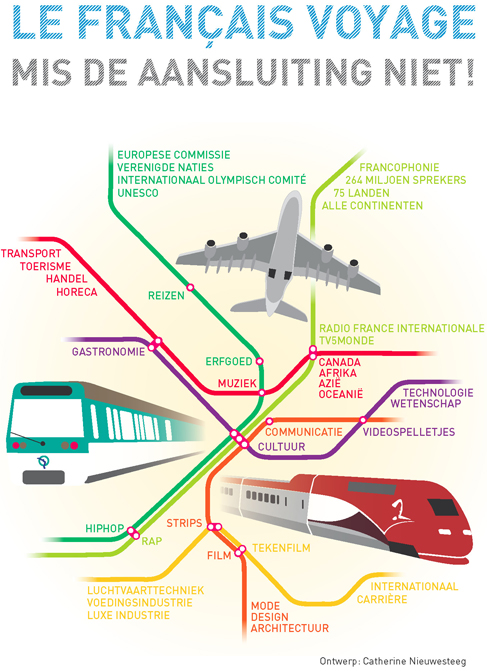 LE FRANÇAIS VOYAGE
MIS DE AANSLUITING NIET!
EUROPESE COMMISSIE
VERENIGDE NATIES
INTERNATIONAAL OLYMPISCH COMITÉ
UNESCO
FRANCOPHONIE
264 MILJOEN SPREKERS
75 LANDEN
ALLE CONTINENTEN
TRANSPORT
TOERISME
HANDEL
HORECA
REIZEN
RADIO FRANCE INTERNATIONALE
TV5MONDE
GASTRONOMIE
ERFGOED
MUZIEK
CANADA
AFRIKA
AZIË
OCEANIË
TECHNOLOGIE
WETENSCHAP
COMMUNICATIE
VIDEOSPELLETJES
CULTUUR
HIPHOP
RAP
STRIPS
FILM
TEKENFILM
LUCHTVAARTTECHNIEK
VOEDINGSINDUSTRIE
LUXE INDUSTRIE
MODE
DESIGN
ARCHITECTUUR
INTERNATIONAAL
CARRIÈRE
Ontwerp: Catherine Nieuwesteeg